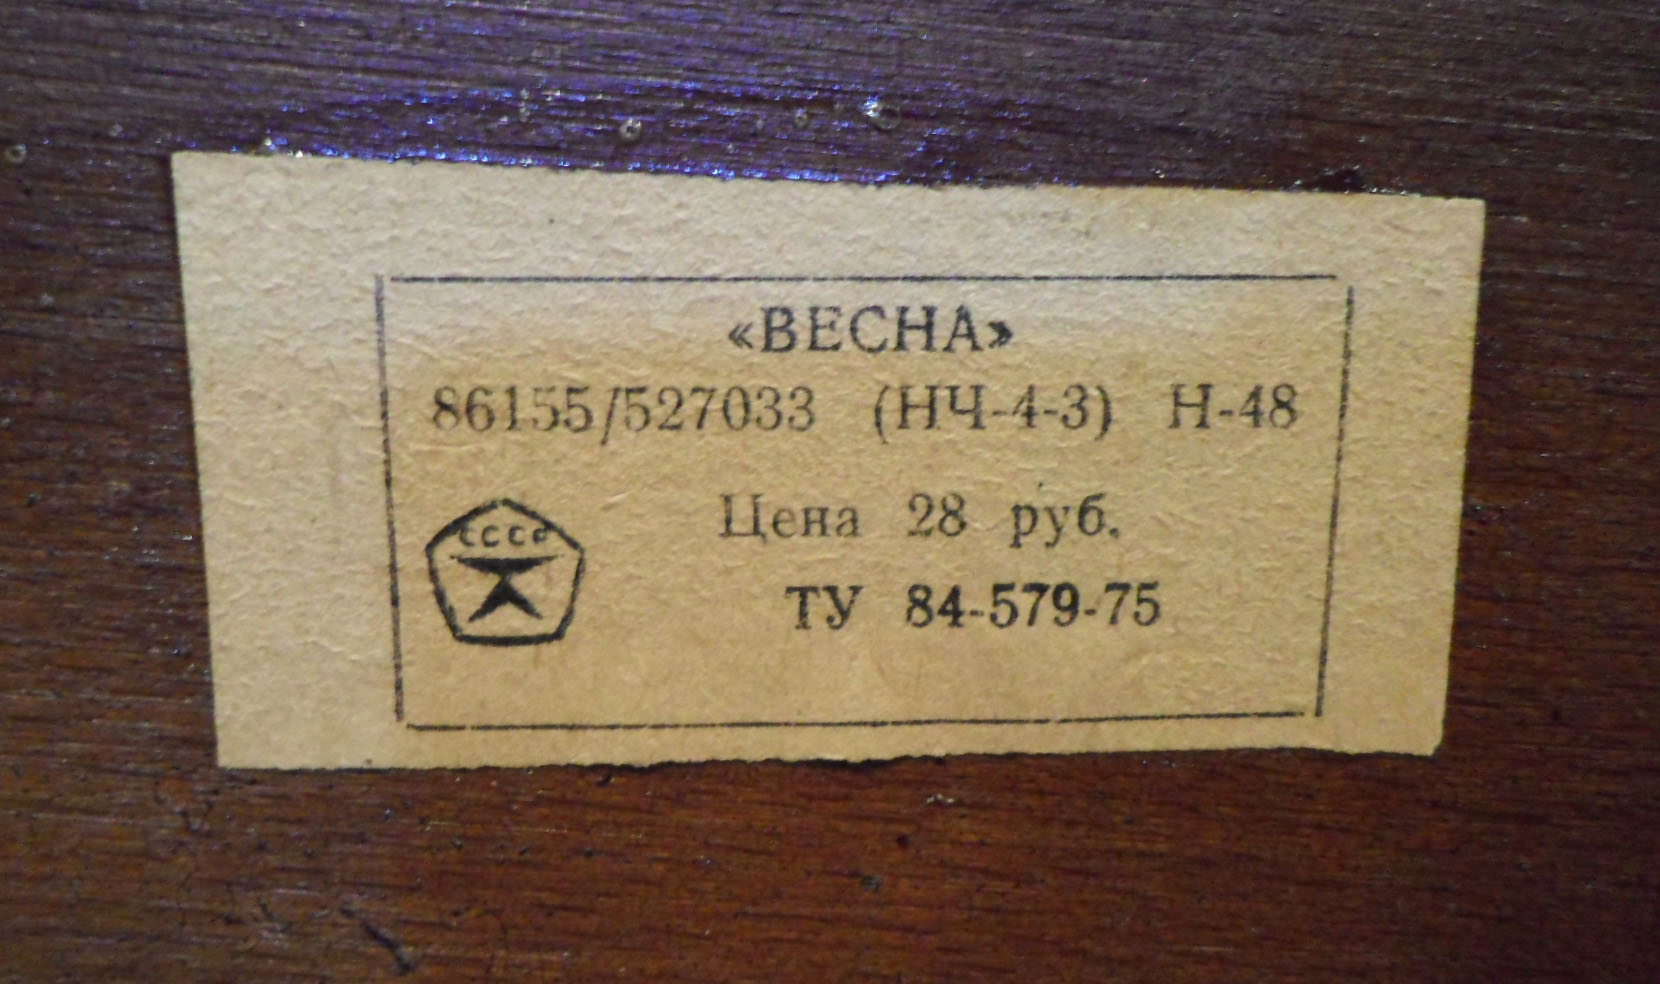 «ВЕСНА»
86155/527033 (НЧ-4-3) Н-48
Цена 28 руб.
СССР
ТУ 84-579-75